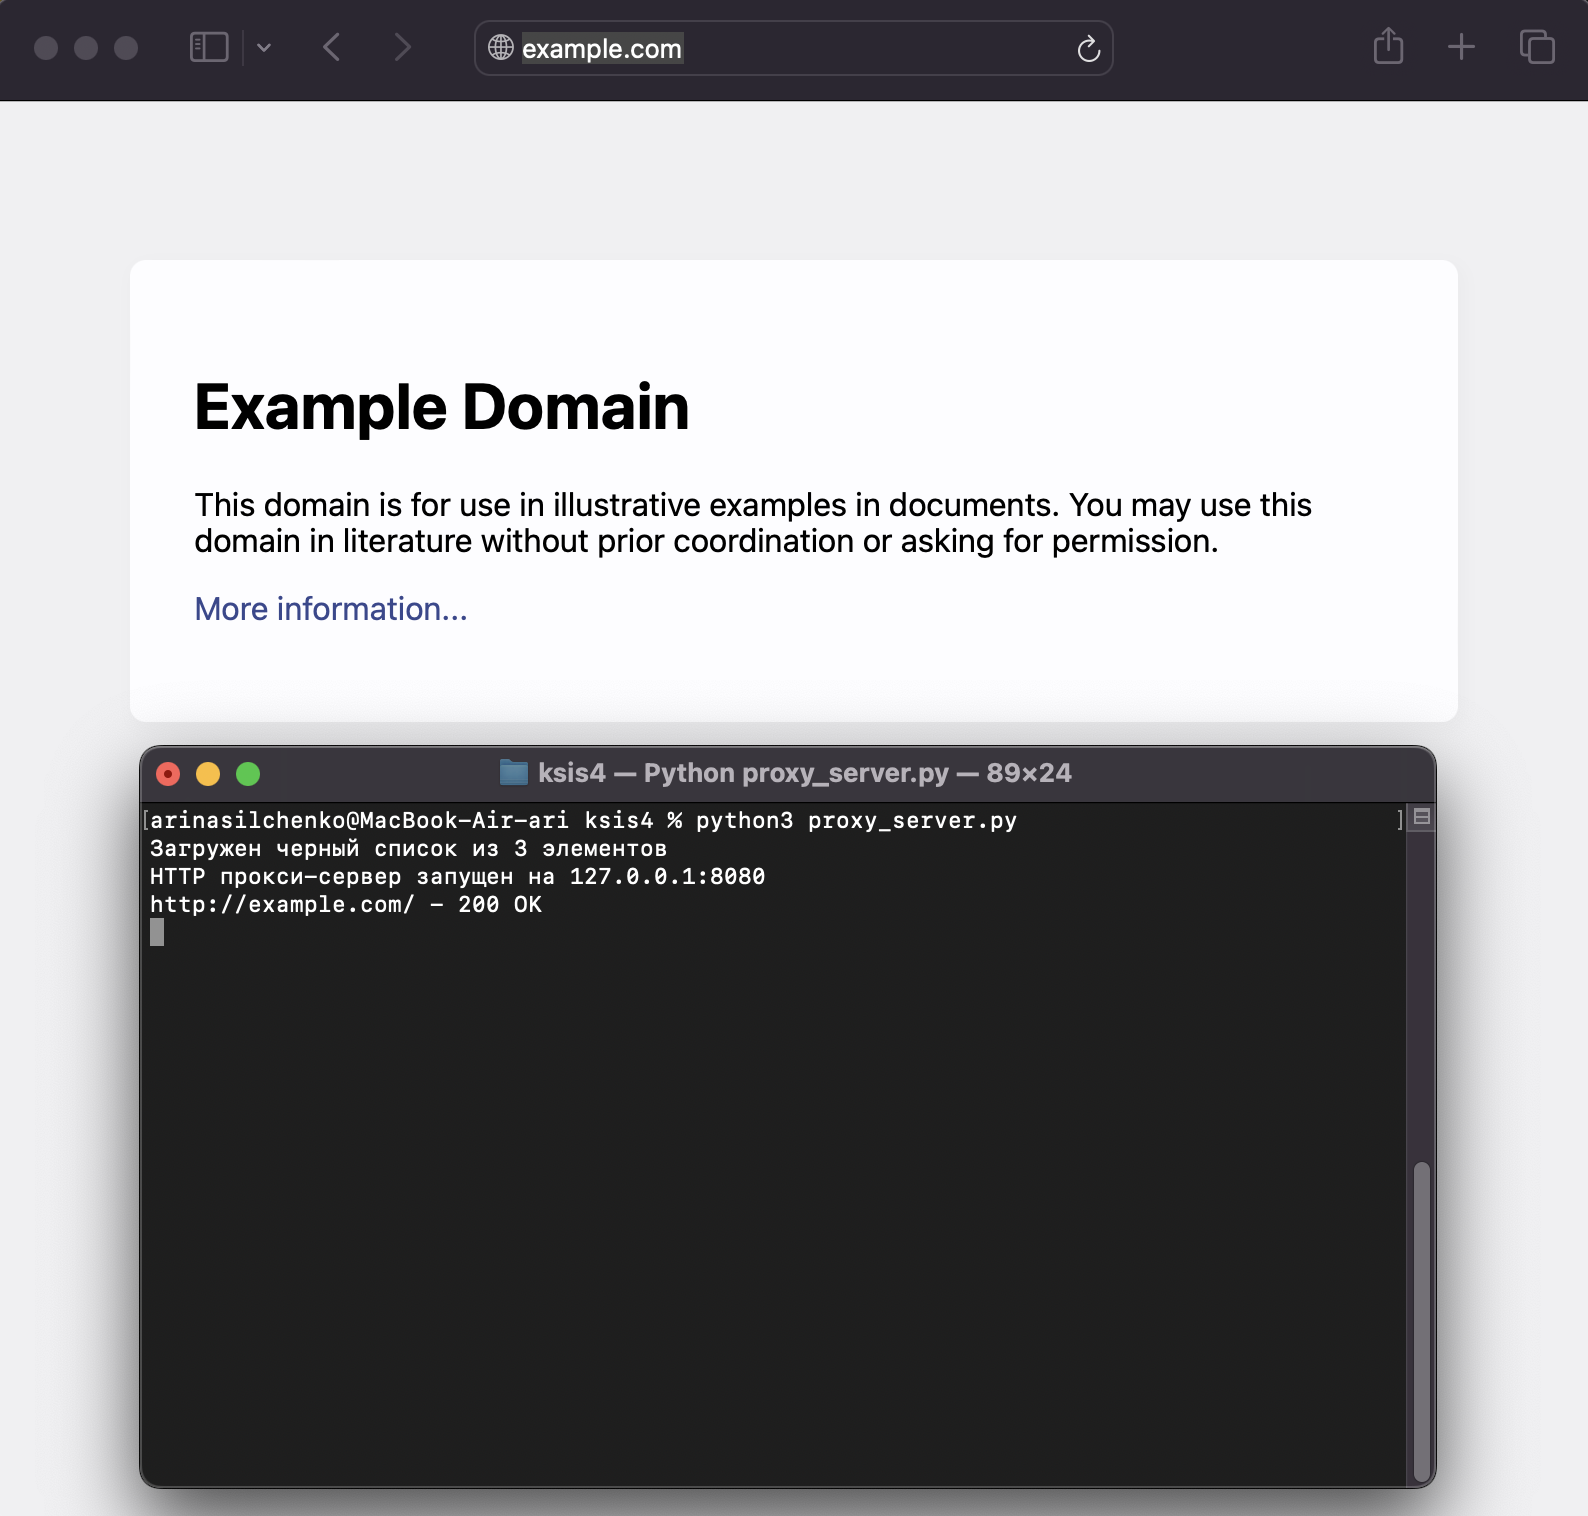 example.com
Example Domain
This domain is for use in illustrative examples in documents. You may use this
domain in literature without prior coordination or asking for permission.
More information...
ksis4 — Python proxy_server.py — 89×24
[arinasilchenko@MacBook-Air-ari ksis4 % python3 proxy_server.py ]
Загружен черный список из 3 элементов
HTTP прокси-сервер запущен на 127.0.0.1:8080
http://example.com/ - 200 OK